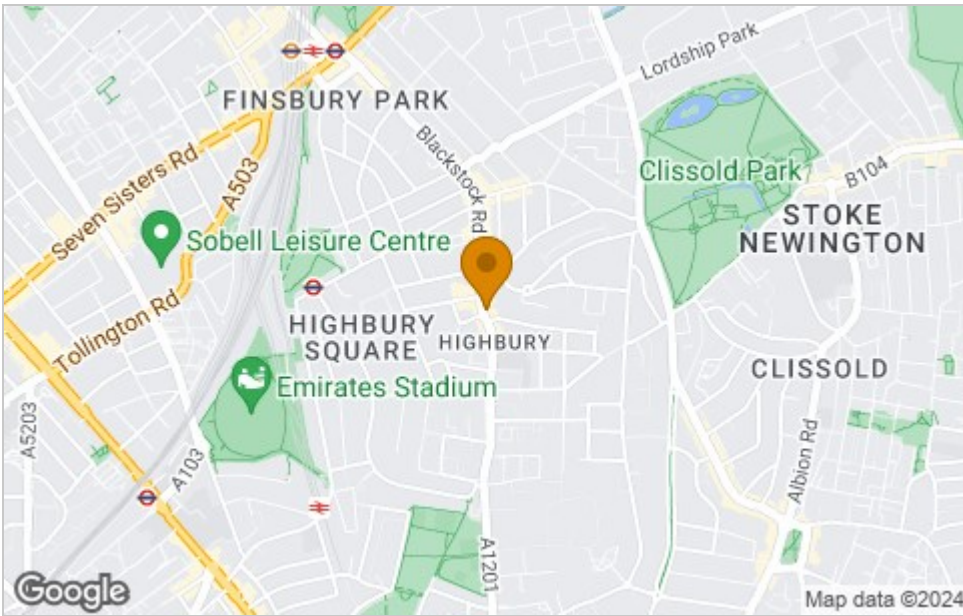 Lordship Park
FINSBURY PARK
Blackstock Rd
Seven Sisters Rd
A503
Clissold Park
B104
STOKE
NEWINGTON
Sobell Leisure Centre
Tollington Rd
HIGHBURY
SQUARE
HIGHBURY
CLISSOLD
Emirates Stadium
A5203
A103
Albion Rd
A1201
Google
Map data ©2024